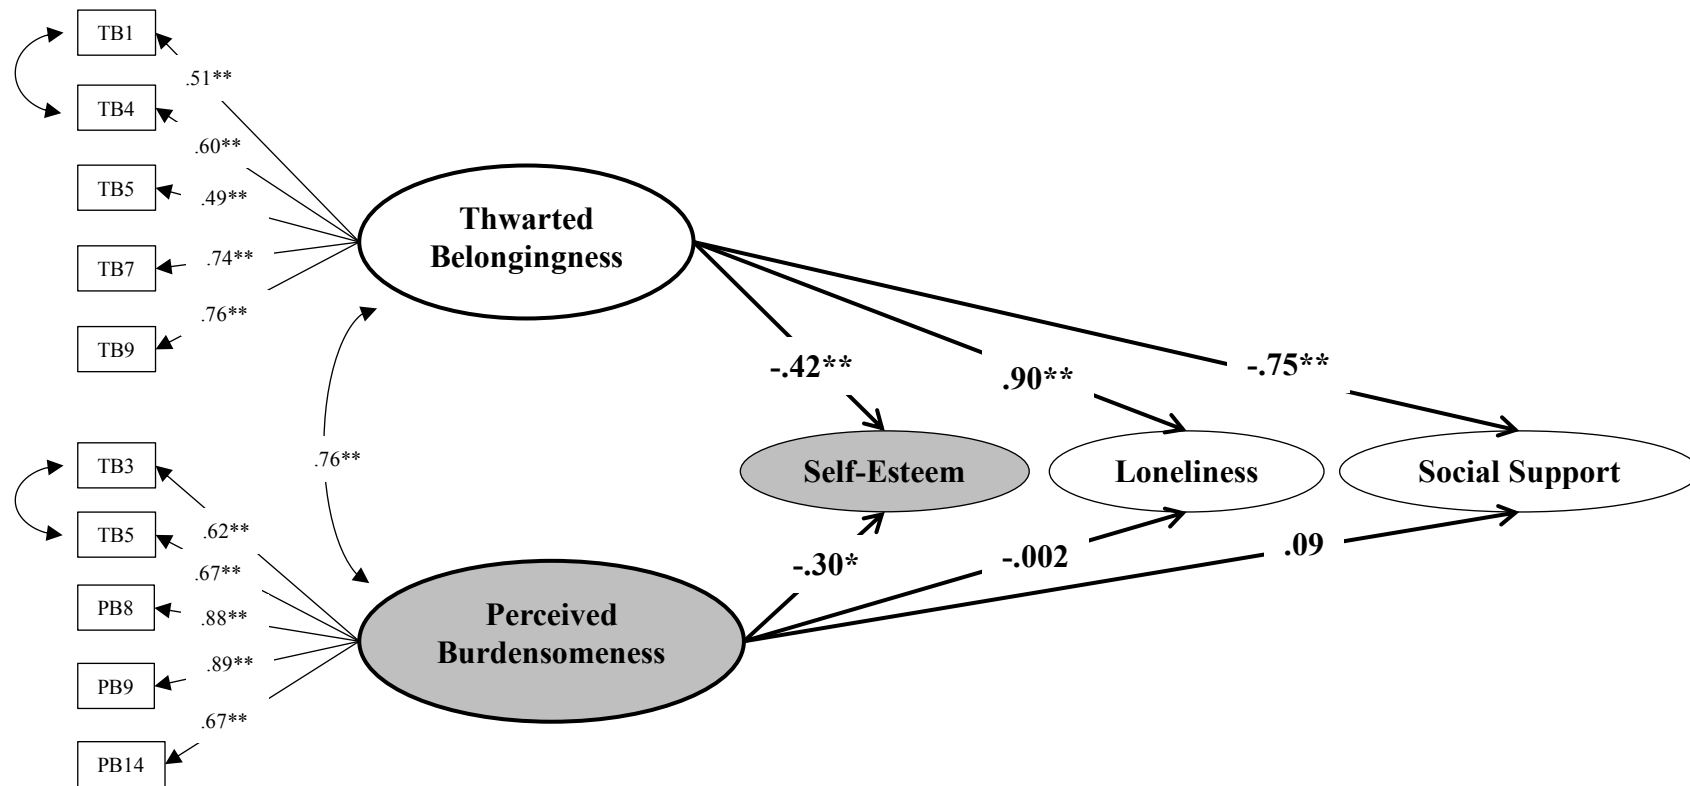 TB1
.51**
TB4
.60**
TB5
.49**
TB7
.74**
TB9
.76**
Thwarted
Belongingness
-.42**
.90**
-.75**
.76**
Self-Esteem
Loneliness
Social Support
TB3
.62**
TB5
.67**
PB8
.88**
PB9
.89**
PB14
.67**
Perceived
Burdensomeness
-.30*
-.002
.09